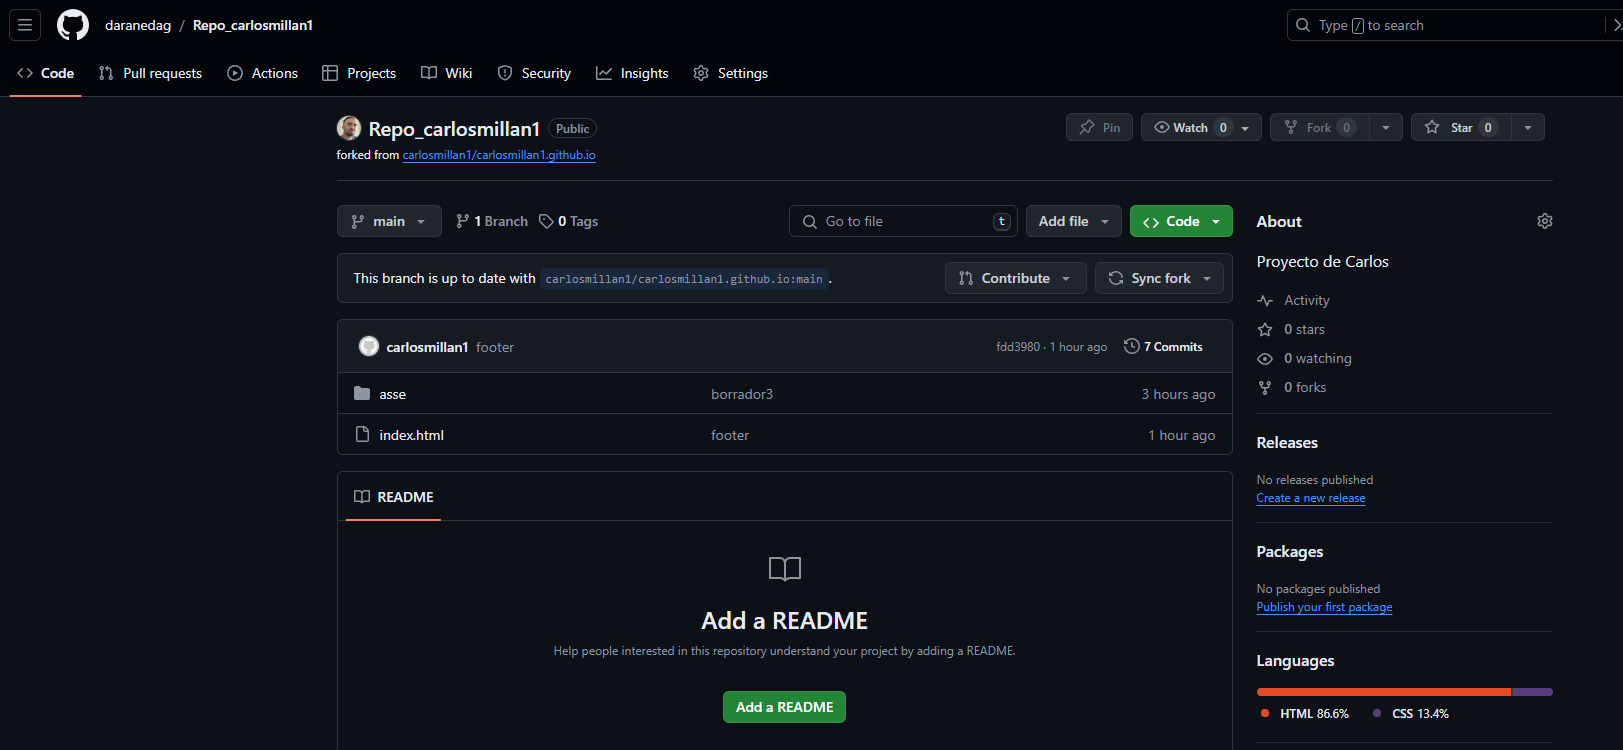 daranedag / Repo_carlosmillan1
Type / to search
Code Pull requests Actions Projects Wiki Security Insights Settings
Repo_carlosmillan1 Public
Pin Watch 0 Fork 0 Star 0
forked from carlosmillan1/carlosmillan1.github.io
main 1 Branch 0 Tags Go to file t Add file Code
This branch is up to date with carlosmillan1/carlosmillan1.github.io:main.
Contribute Sync fork
carlosmillan1 footer fdd3980 · 1 hour ago 7 Commits
asse borrador3 3 hours ago
index.html footer 1 hour ago
README
Add a README
Help people interested in this repository understand your project by adding a README.
Add a README
About
Proyecto de Carlos
Activity
0 stars
0 watching
0 forks
Releases
No releases published
Create a new release
Packages
No packages published
Publish your first package
Languages
HTML 86.6% CSS 13.4%